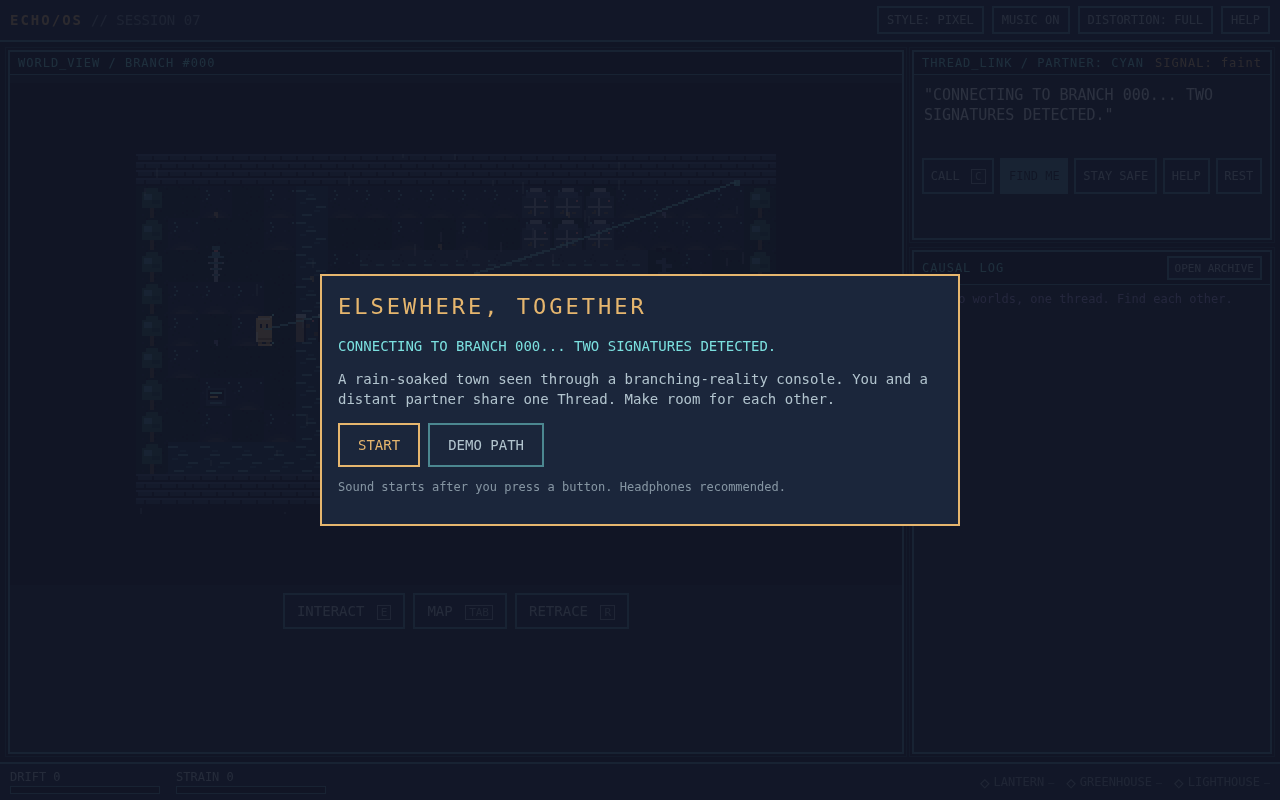 ECHO/OS // SESSION 07
STYLE: PIXEL
MUSIC ON
DISTORTION: FULL
HELP
WORLD_VIEW / BRANCH #000
THREAD_LINK / PARTNER: CYAN SIGNAL: faint
"CONNECTING TO BRANCH 000... TWO
SIGNATURES DETECTED."
CALL C
FIND ME
STAY SAFE
HELP
REST
CAUSAL LOG
OPEN ARCHIVE
worlds, one thread. Find each other.
ELSEWHERE, TOGETHER
CONNECTING TO BRANCH 000... TWO SIGNATURES DETECTED.
A rain-soaked town seen through a branching-reality console. You and a
distant partner share one Thread. Make room for each other.
START
DEMO PATH
Sound starts after you press a button. Headphones recommended.
INTERACT E
MAP TAB
RETRACE R
DRIFT 0
STRAIN 0
◇ LANTERN —
◇ GREENHOUSE —
◇ LIGHTHOUSE —